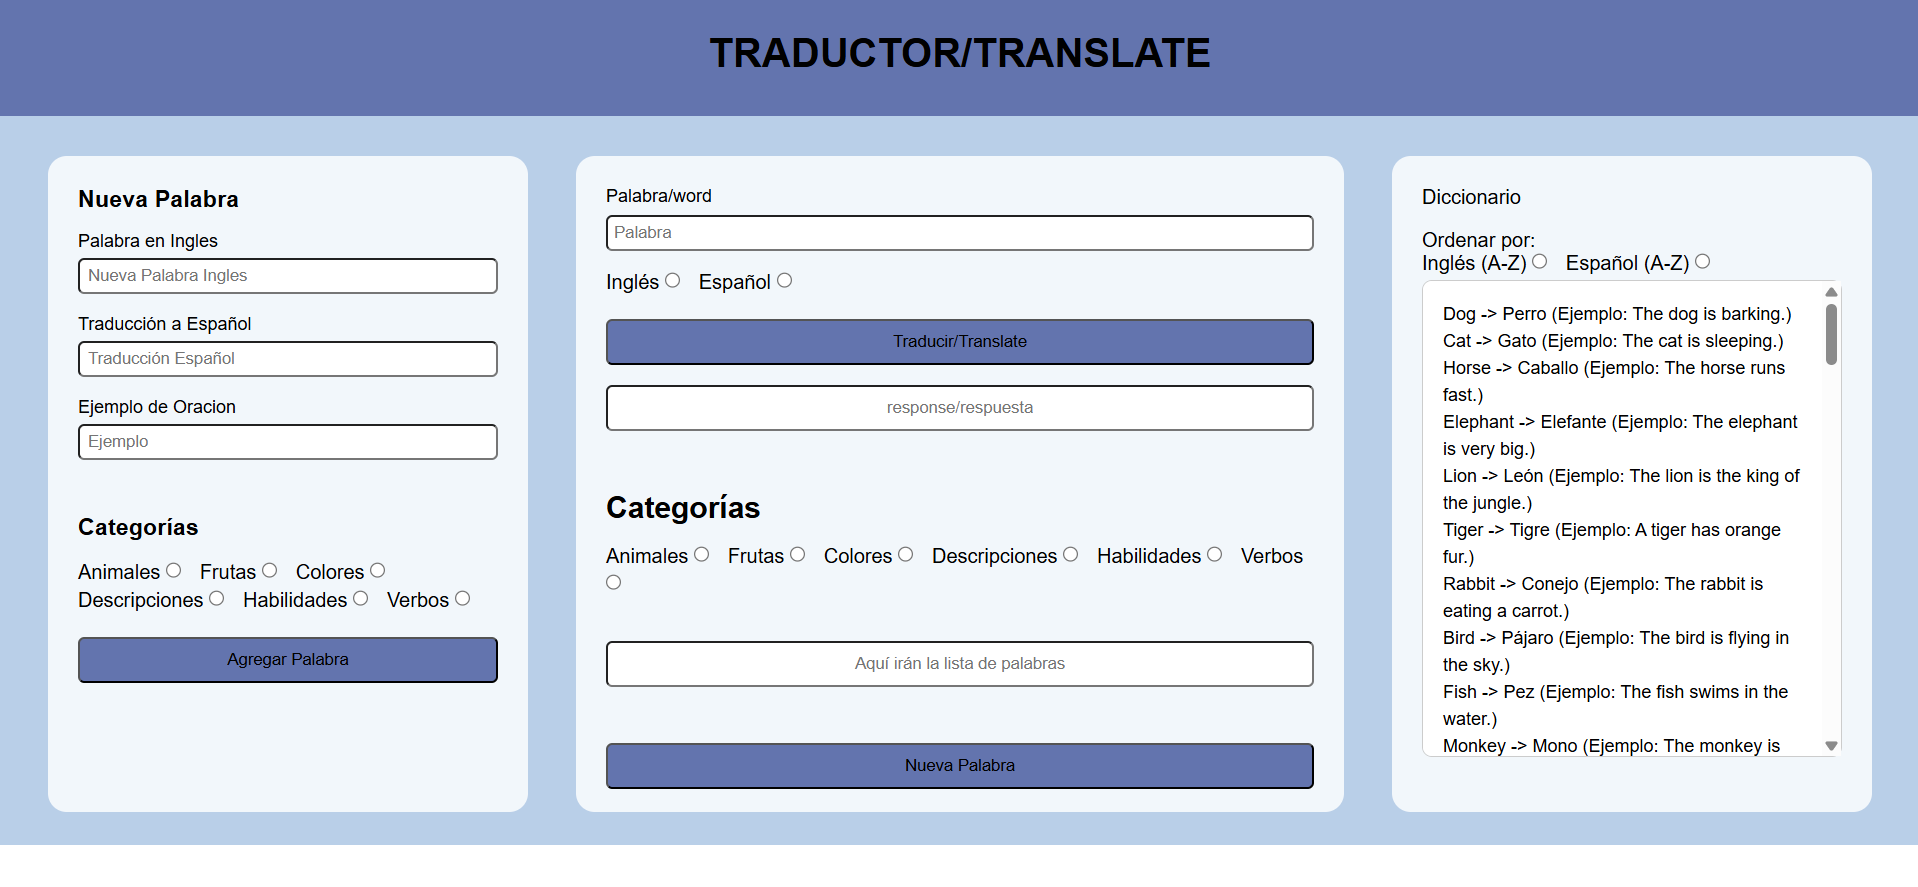 TRADUCTOR/TRANSLATE
Nueva Palabra
Palabra en Ingles
Nueva Palabra Ingles
Traducción a Español
Traducción Español
Ejemplo de Oracion
Ejemplo
Categorías
Animales Frutas Colores
Descripciones Habilidades Verbos
Agregar Palabra
Palabra/word
Palabra
Inglés Español
Traducir/Translate
response/respuesta
Categorías
Animales Frutas Colores Descripciones Habilidades Verbos
Aquí irán la lista de palabras
Nueva Palabra
Diccionario
Ordenar por:
Inglés (A-Z) Español (A-Z)
Dog -> Perro (Ejemplo: The dog is barking.)
Cat -> Gato (Ejemplo: The cat is sleeping.)
Horse -> Caballo (Ejemplo: The horse runs
fast.)
Elephant -> Elefante (Ejemplo: The elephant
is very big.)
Lion -> León (Ejemplo: The lion is the king of
the jungle.)
Tiger -> Tigre (Ejemplo: A tiger has orange
fur.)
Rabbit -> Conejo (Ejemplo: The rabbit is
eating a carrot.)
Bird -> Pájaro (Ejemplo: The bird is flying in
the sky.)
Fish -> Pez (Ejemplo: The fish swims in the
water.)
Monkey -> Mono (Ejemplo: The monkey is